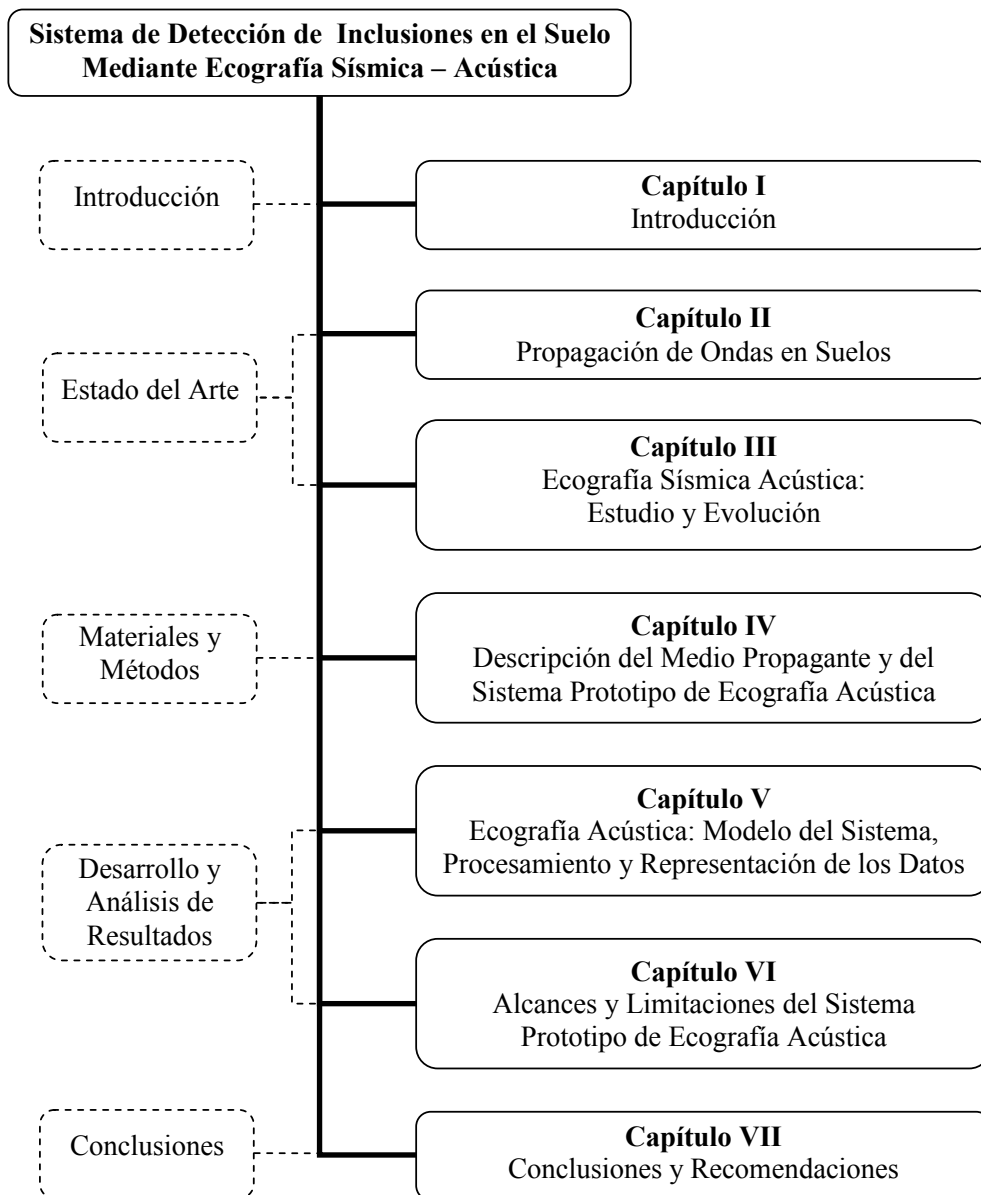 Sistema de Detección de Inclusiones en el Suelo
Mediante Ecografía Sísmica – Acústica
Introducción
Capítulo I
Introducción
Estado del Arte
Capítulo II
Propagación de Ondas en Suelos
Capítulo III
Ecografía Sísmica Acústica:
Estudio y Evolución
Materiales y
Métodos
Capítulo IV
Descripción del Medio Propagante y del
Sistema Prototipo de Ecografía Acústica
Desarrollo y
Análisis de
Resultados
Capítulo V
Ecografía Acústica: Modelo del Sistema,
Procesamiento y Representación de los Datos
Capítulo VI
Alcances y Limitaciones del Sistema
Prototipo de Ecografía Acústica
Conclusiones
Capítulo VII
Conclusiones y Recomendaciones